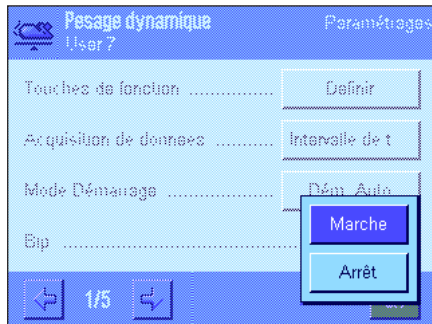 Pesage dynamique Paramétrages
User 7
Touches de fonction ............... Définir
Acquisition de données ........... Intervalle de t
Mode Démarrage .................. Dém. Auto
Bip ......................................
Marche
Arrêt
1/5